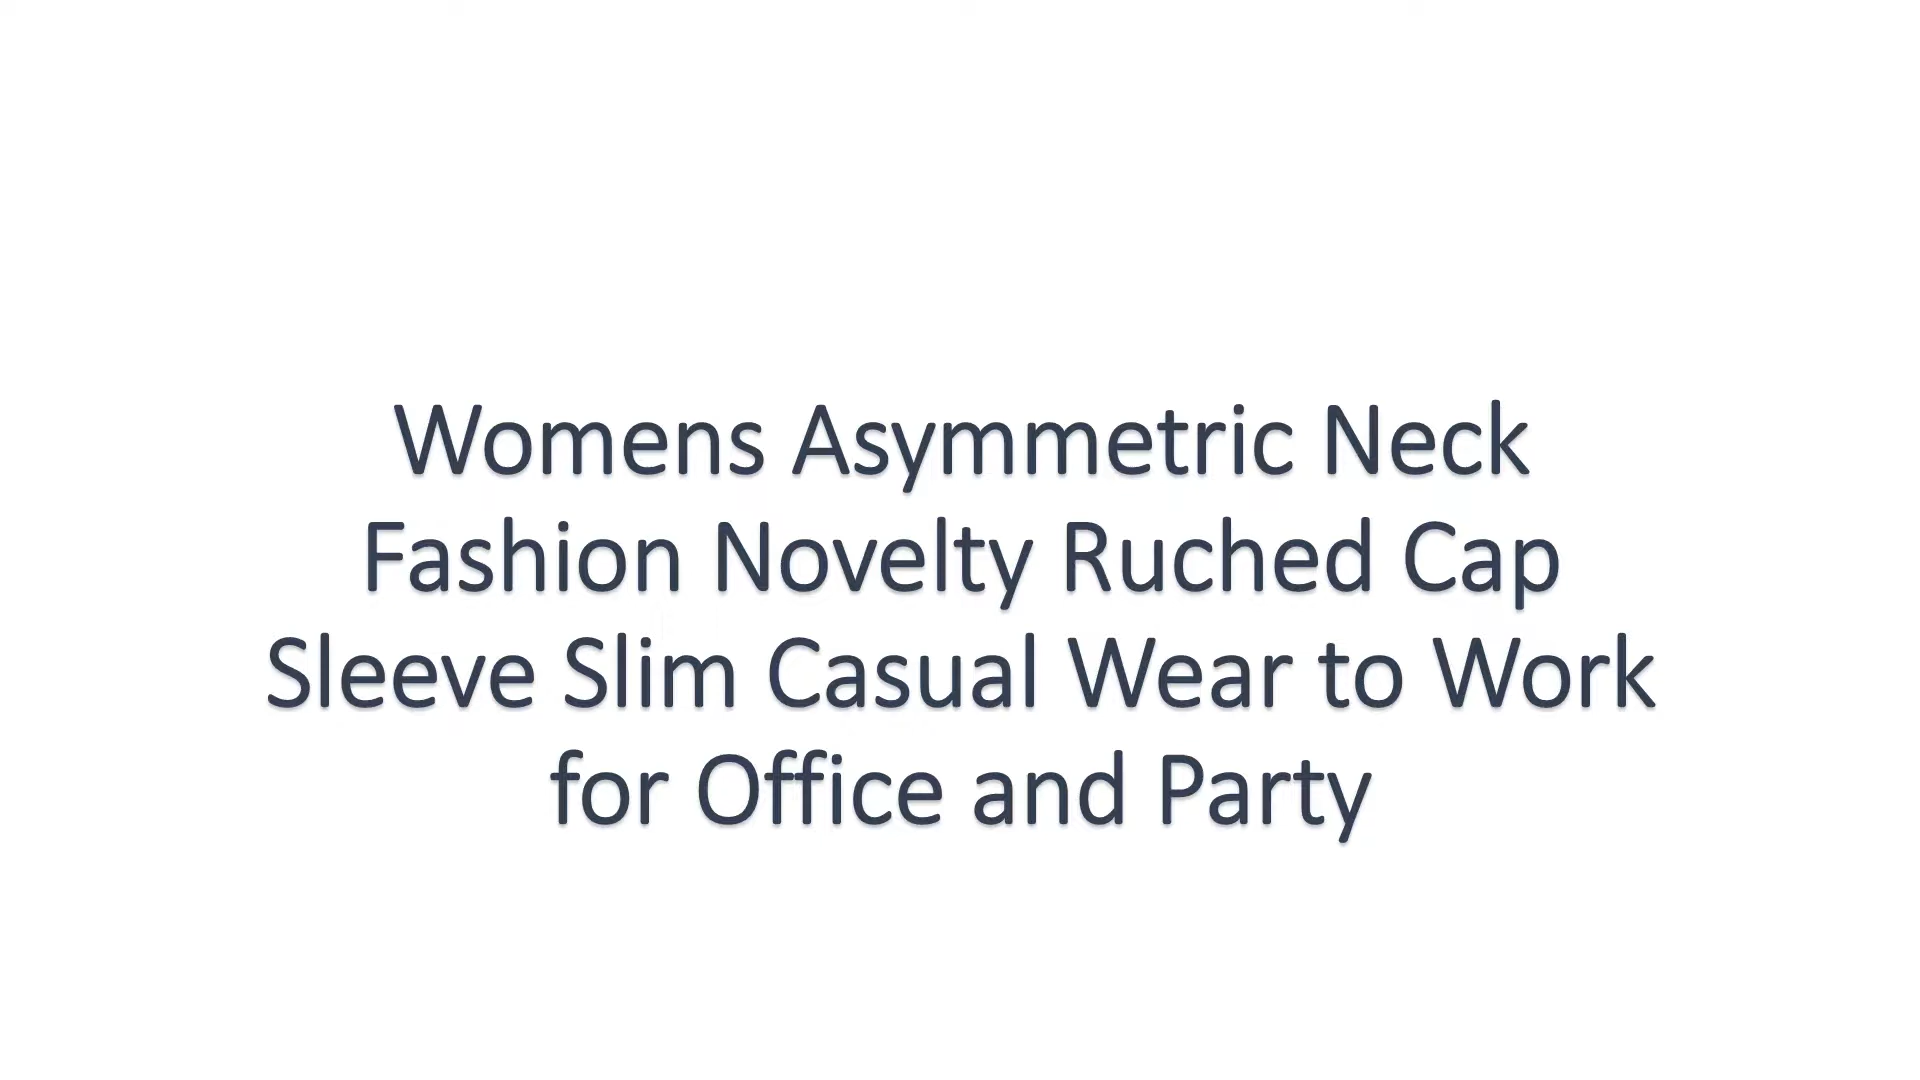 Womens Asymmetric Neck
Fashion Novelty Ruched Cap
Sleeve Slim Casual Wear to Work
for Office and Party